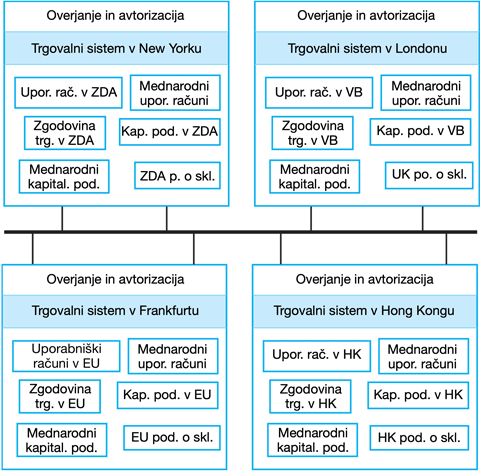 Overjanje in avtorizacija
Trgovalni sistem v New Yorku
Upor. rač. v ZDA
Mednarodni
upor. računi
Zgodovina
trg. v ZDA
Kap. pod. v ZDA
Mednarodni
kapital. pod.
ZDA p. o skl.
Overjanje in avtorizacija
Trgovalni sistem v Londonu
Upor. rač. v VB
Mednarodni
upor. računi
Zgodovina
trg. v VB
Kap. pod. v VB
Mednarodni
kapital. pod.
UK po. o skl.
Overjanje in avtorizacija
Trgovalni sistem v Frankfurtu
Uporabniški
računi v EU
Mednarodni
upor. računi
Zgodovina
trg. v EU
Kap. pod. v EU
Mednarodni
kapital. pod.
EU pod. o skl.
Overjanje in avtorizacija
Trgovalni sistem v Hong Kongu
Upor. rač. v HK
Mednarodni
upor. računi
Zgodovina
trg. v HK
Kap. pod. v HK
Mednarodni
kapital. pod.
HK pod. o skl.